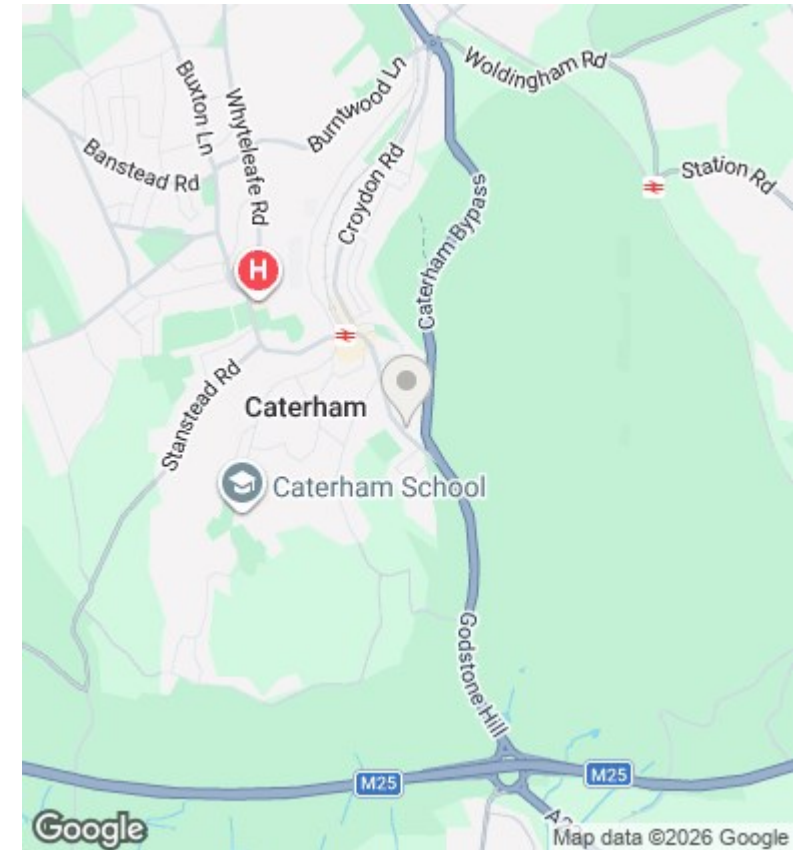 Woldingham Rd
Burntwood Ln
Buxton Ln
Whyteleafe Rd
Banstead Rd
Croydon Rd
Station Rd
Caterham Bypass
H
Stanstead Rd
Caterham
Caterham School
Godstone Hill
M25
M25
Google
Map data ©2026 Google